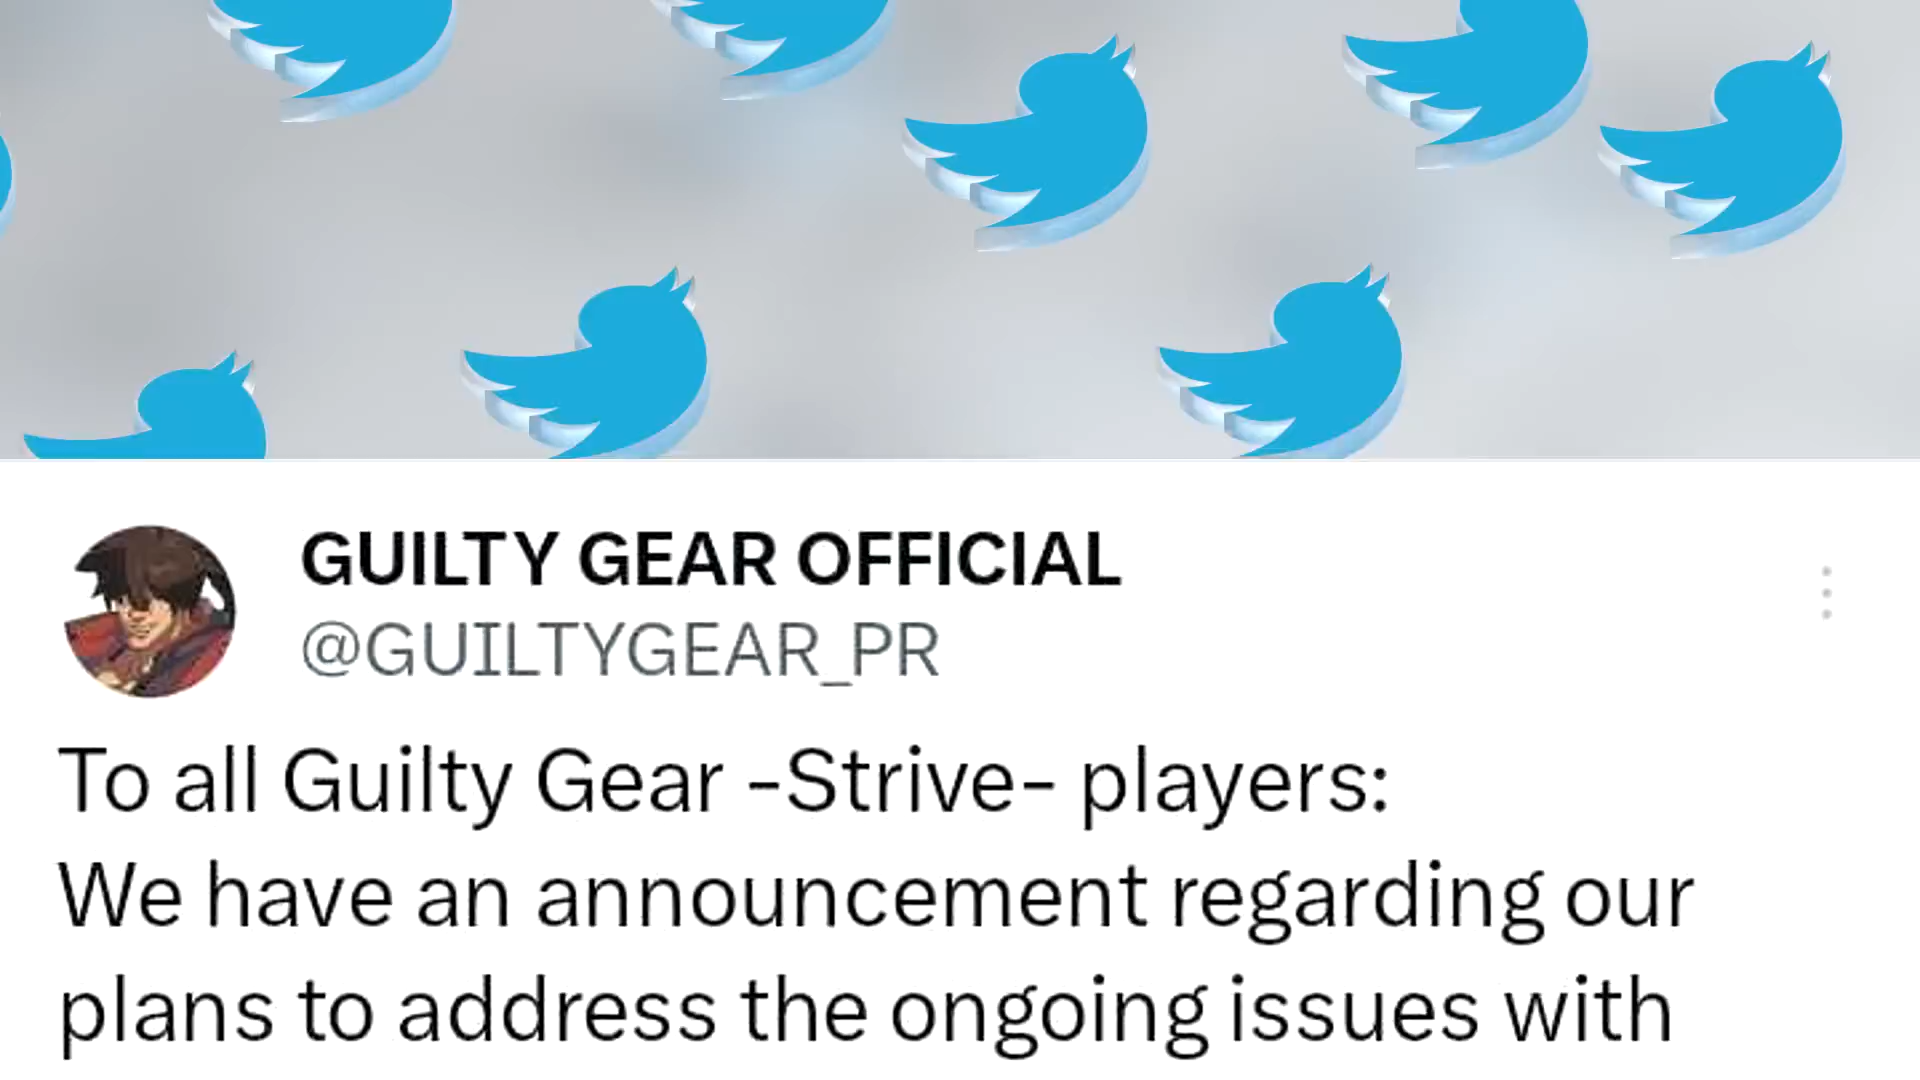 GUILTY GEAR OFFICIAL
@GUILTYGEAR_PR
To all Guilty Gear -Strive- players:
We have an announcement regarding our
plans to address the ongoing issues with